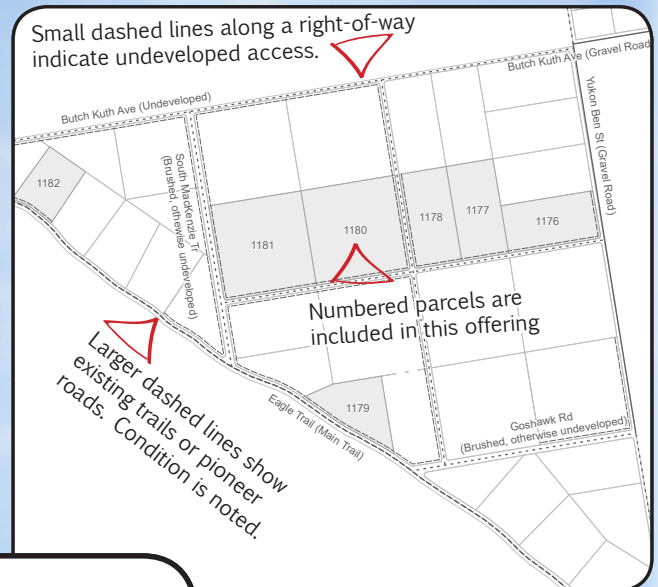 Small dashed lines along a right-of-way
indicate undeveloped access.
Butch Kuth Ave (Gravel Road)
Butch Kuth Ave (Undeveloped)
Yukon Ben St (Gravel Road)
South MacKenzie Tr
(Brushed, othewise undeveloped)
1182
1181
1180
1178
1177
1176
Numbered parcels are
included in this offering
Larger dashed lines show
existing trails or pioneer
roads. Condition is noted.
1179
Eagle Trail (Main Trail)
Goshawk Rd
(Brushed, otherwise undeveloped)